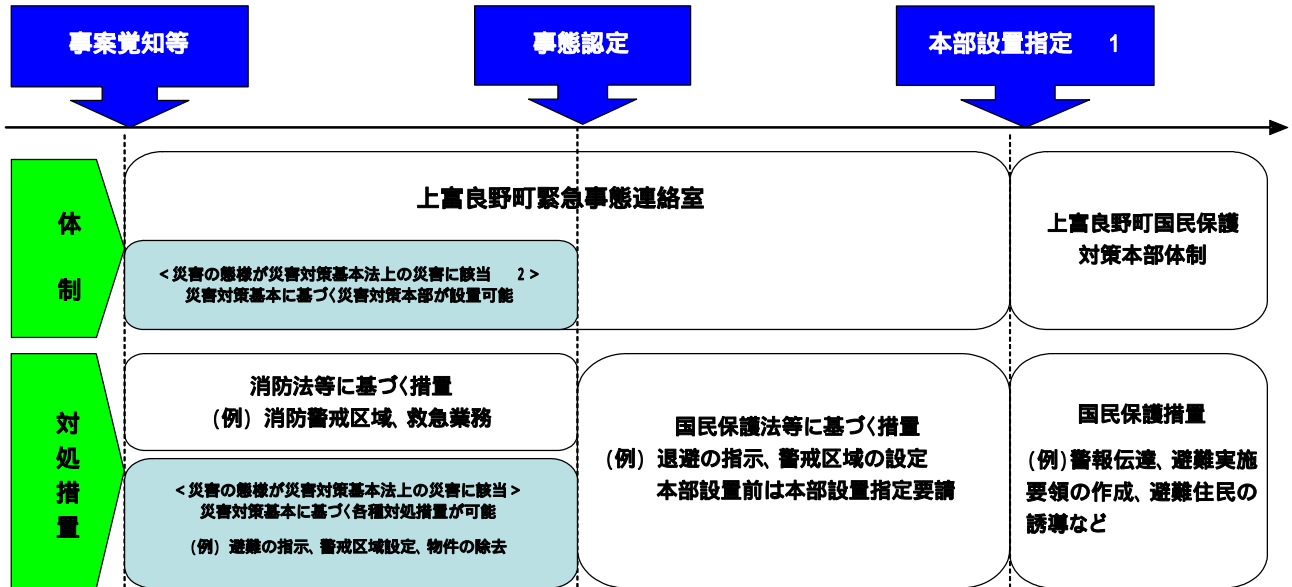 事案覚知等
事態認定
本部設置指定 1
体
制
上富良野町緊急事態連絡室
<災害の態様が災害対策基本法上の災害に該当 2>
災害対策基本に基づく災害対策本部が設置可能
上富良野町国民保護
対策本部体制
対
処
措
置
消防法等に基づく措置
(例) 消防警戒区域、救急業務
<災害の態様が災害対策基本法上の災害に該当>
災害対策基本に基づく各種対処措置が可能
(例) 避難の指示、警戒区域設定、物件の除去
国民保護法等に基づく措置
(例) 退避の指示、警戒区域の設定
本部設置前は本部設置指定要請
国民保護措置
(例)警報伝達、避難実施
要領の作成、避難住民の
誘導など